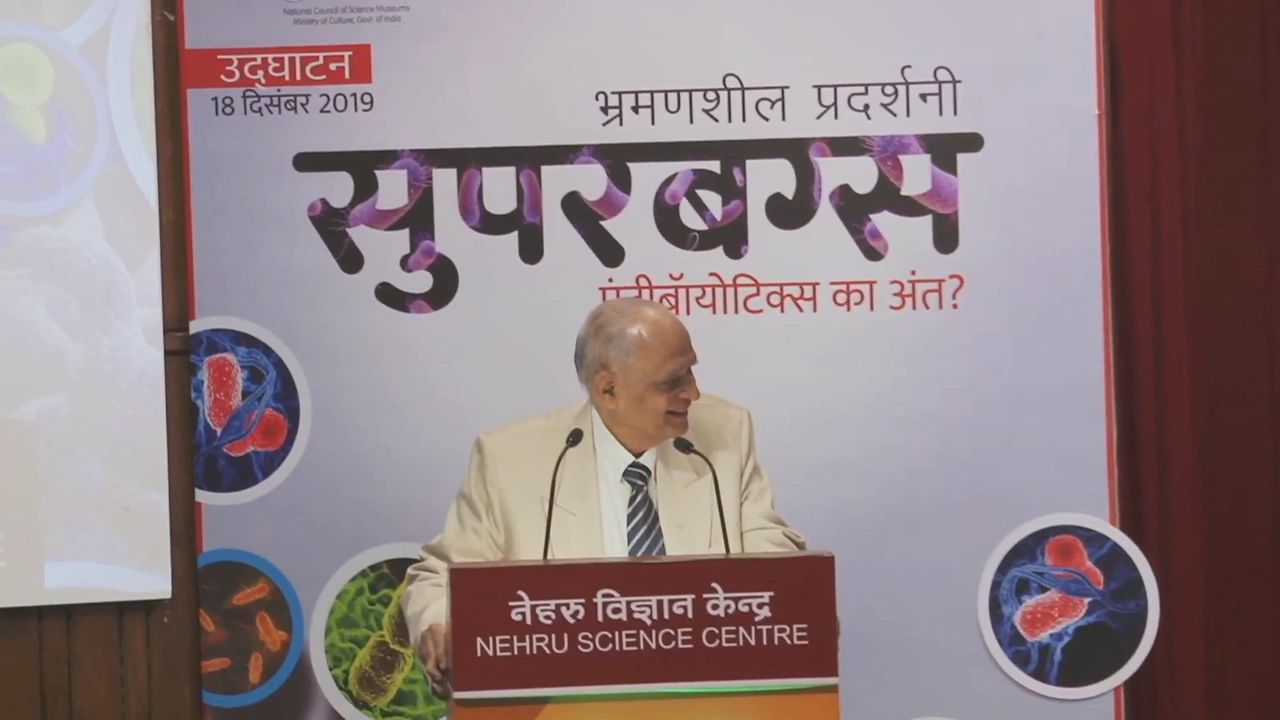 National Council of Science Museums
Ministry of Culture, Govt. of India
उद्घाटन
18 दिसंबर 2019
भ्रमणशील प्रदर्शनी
सुपरबग्स
का अंत?
नेहरु विज्ञान केन्द्र
NEHRU SCIENCE CENTRE